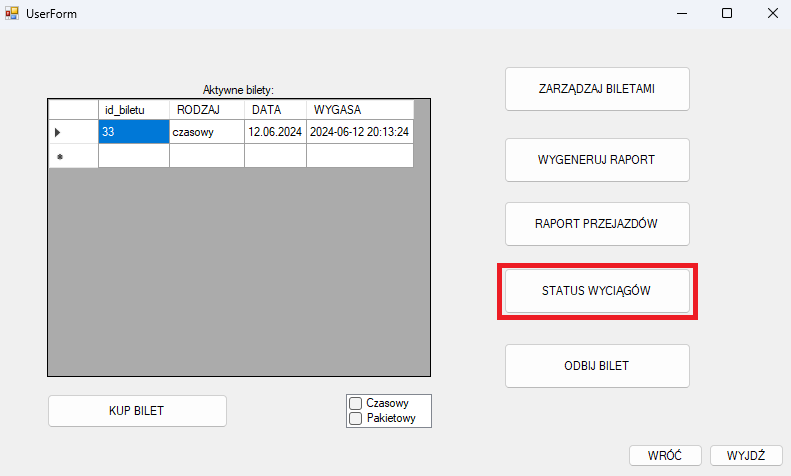 UserForm
Aktywne bilety:
id_biletu RODZAJ DATA WYGASA
33 czasowy 12.06.2024 2024-06-12 20:13:24
KUP BILET
Czasowy
Pakietowy
ZARZĄDZAJ BILETAMI
WYGENERUJ RAPORT
RAPORT PRZEJAZDÓW
STATUS WYCIĄGÓW
ODBIJ BILET
WRÓĆ
WYJDŹ